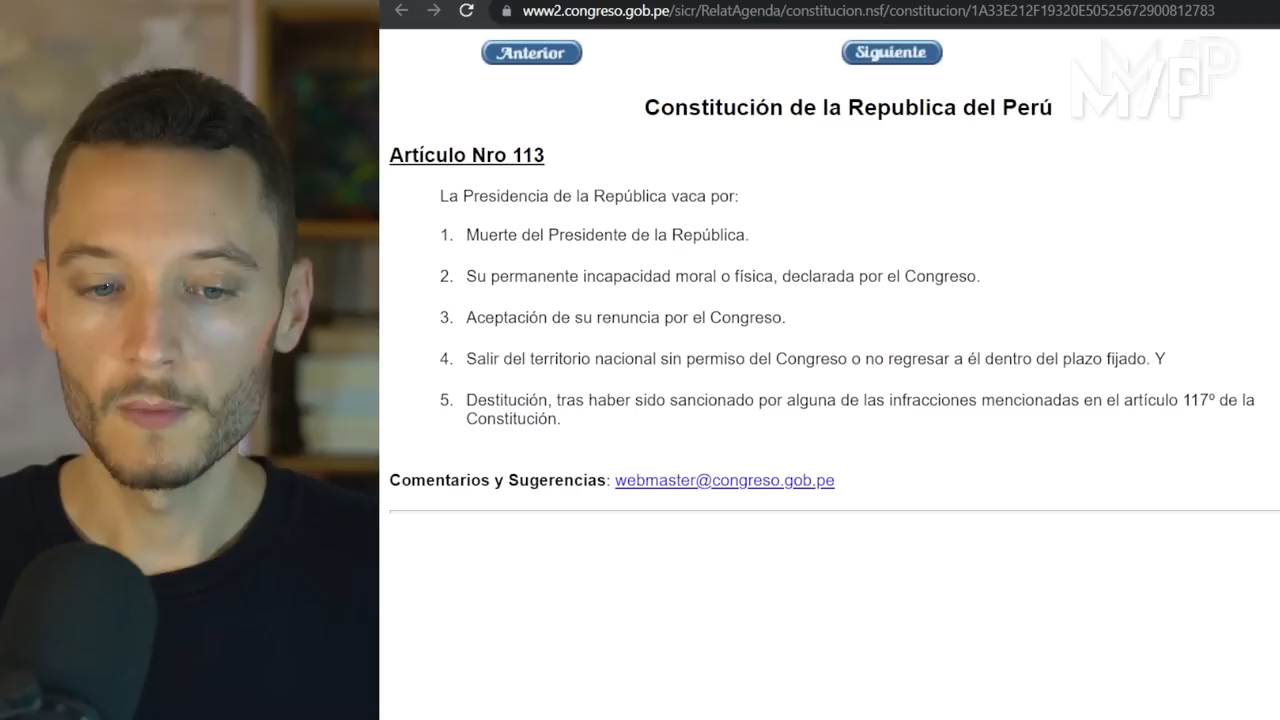 www2.congreso.gob.pe/sicr/RelatAgenda/constitucion.nsf/constitucion/1A33E212F19320E50525672900812783
Anterior
Siguiente
MVP
Constitución de la Republica del Perú
Artículo Nro 113
La Presidencia de la República vaca por:
1. Muerte del Presidente de la República.
2. Su permanente incapacidad moral o física, declarada por el Congreso.
3. Aceptación de su renuncia por el Congreso.
4. Salir del territorio nacional sin permiso del Congreso o no regresar a él dentro del plazo fijado. Y
5. Destitución, tras haber sido sancionado por alguna de las infracciones mencionadas en el artículo 117º de la
Constitución.
Comentarios y Sugerencias: webmaster@congreso.gob.pe